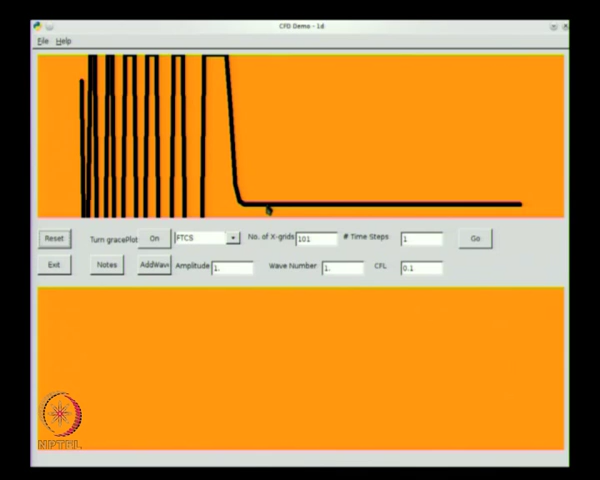 CFD Demo - 1d
File Help
Reset Turn gracePlot On FTCS No. of X-grids 101 # Time Steps 1 Go
Exit Notes AddWave Amplitude 1. Wave Number 1. CFL 0.1
NPTEL